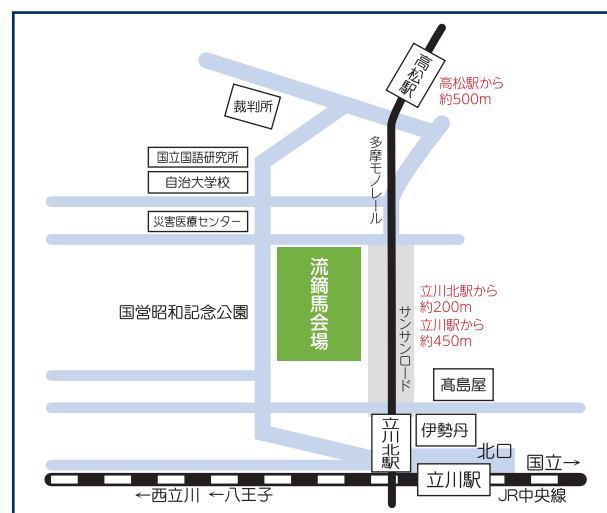 高松駅
高松駅から
約500m
裁判所
多摩モノレール
国立国語研究所
自治大学校
災害医療センター
流鏑馬会場
国営昭和記念公園
サンサンロード
立川北駅から
約200m
立川駅から
約450m
髙島屋
伊勢丹
立川北駅
北口
国立→
立川駅
←西立川 ←八王子
JR中央線